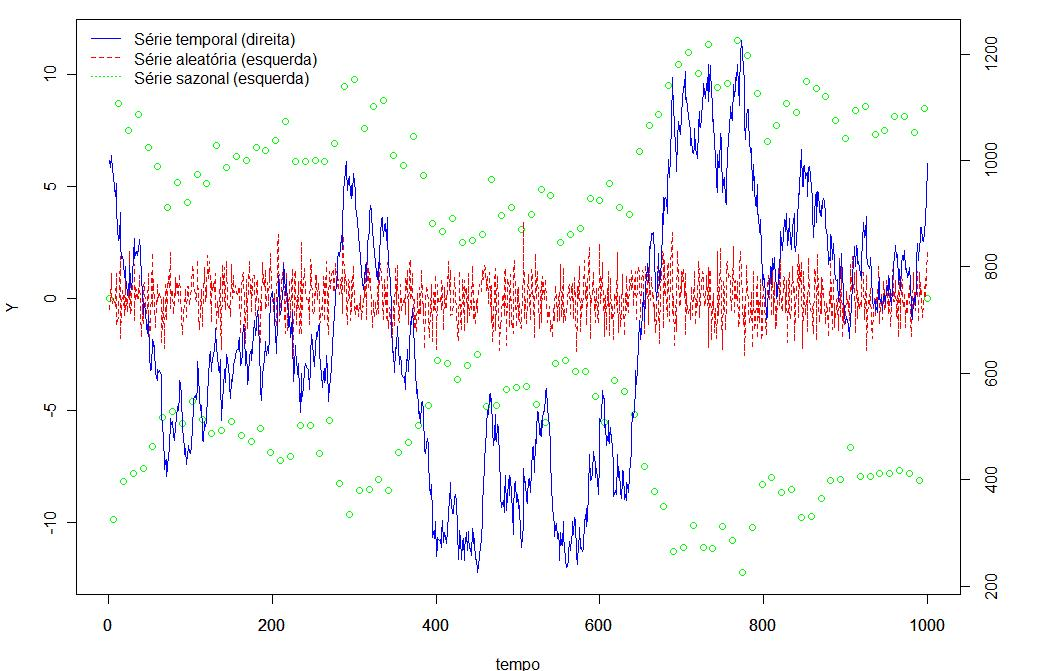 Série temporal (direita)
Série aleatória (esquerda)
Série sazonal (esquerda)
Y
10
5
0
-5
-10
1200
1000
800
600
400
200
0 200 400 600 800 1000
tempo